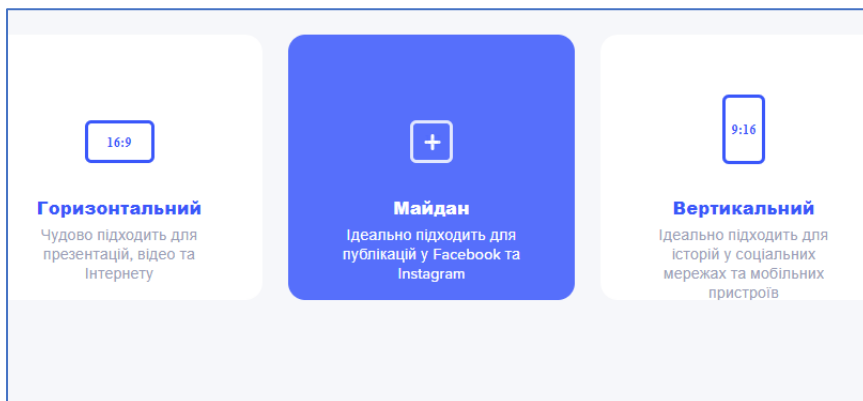 16:9
Горизонтальний
Чудово підходить для
презентацій, відео та
Інтернету
Майдан
Ідеально підходить для
публікацій у Facebook та
Instagram
9:16
Вертикальний
Ідеально підходить для
історій у соціальних
мережах та мобільних
пристроїв